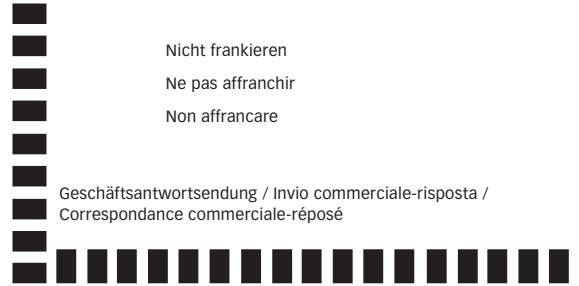 Nicht frankieren
Ne pas affranchir
Non affrancare
Geschäftsantwortsendung / Invio commerciale-risposta /
Correspondance commerciale-réposé